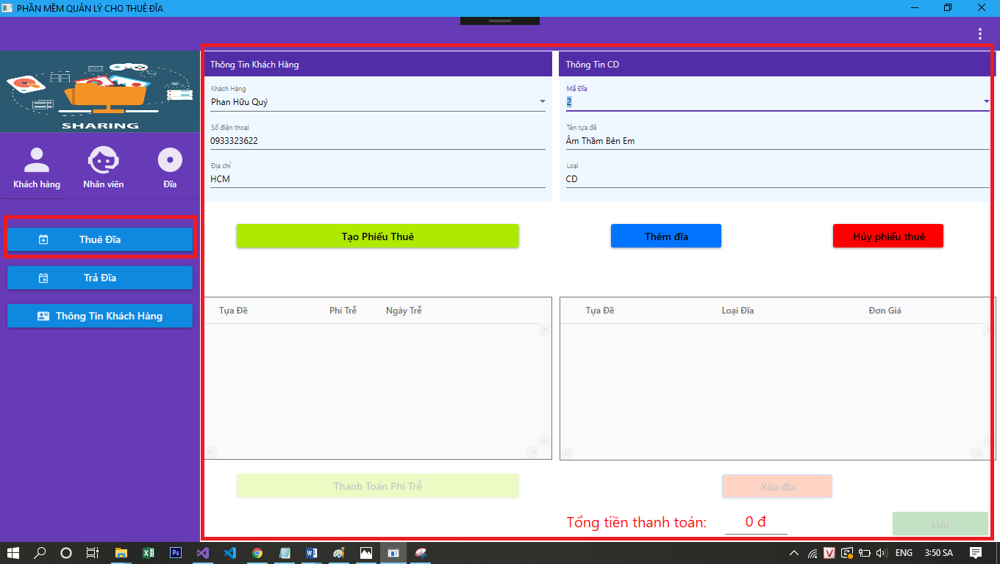 PHẦN MỀM QUẢN LÝ CHO THUÊ ĐĨA
SHARING
Khách hàng
Nhân viên
Đĩa
Thuê Đĩa
Trả Đĩa
Thông Tin Khách Hàng
Thông Tin Khách Hàng
Khách Hàng
Phan Hữu Quý
Số điện thoại
0933323622
Địa chỉ
HCM
Thông Tin CD
Mã Đĩa
2
Tên tựa đề
Âm Thầm Bên Em
Loại
CD
Tạo Phiếu Thuê
Thêm đĩa
Hủy phiếu thuê
Tựa Đề Phí Trễ Ngày Trễ
Tựa Đề Loại Đĩa Đơn Giá
Thanh Toán Phí Trễ
Xóa đĩa
Tổng tiền thanh toán: 0 đ
Lưu
ENG
3:50 SA